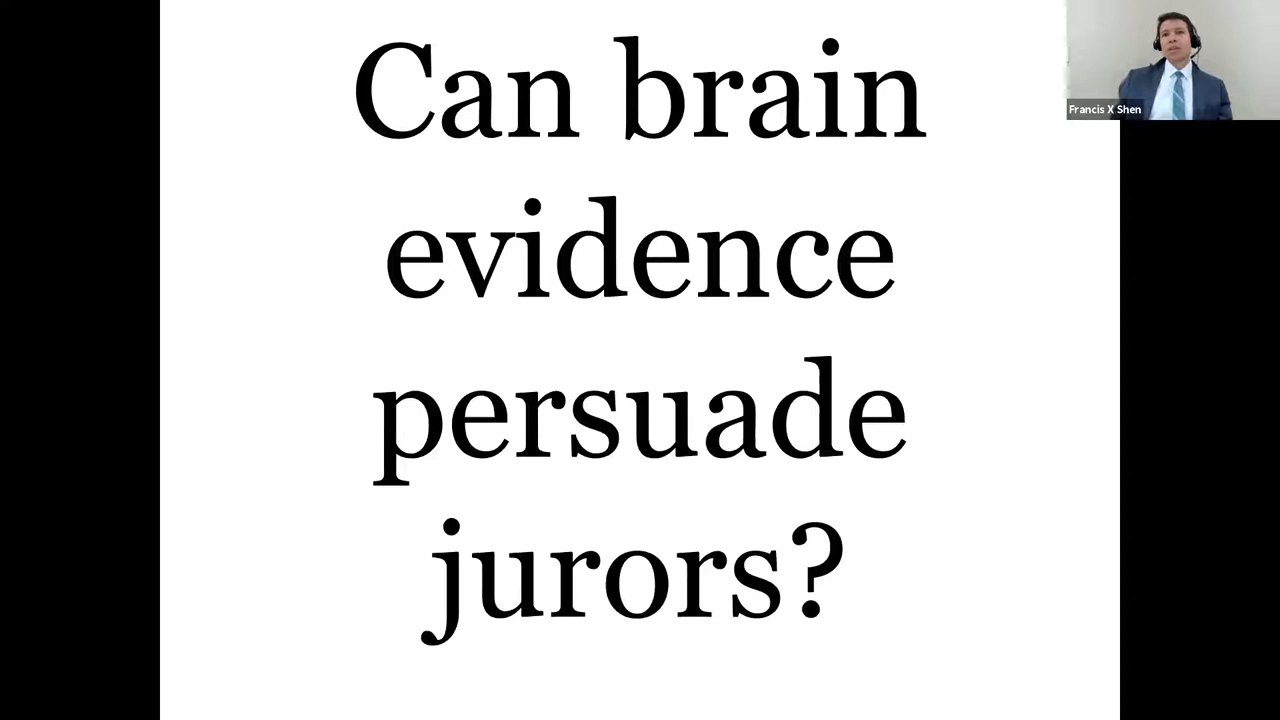 Can brain
evidence
persuade
jurors?
Francis X Shen